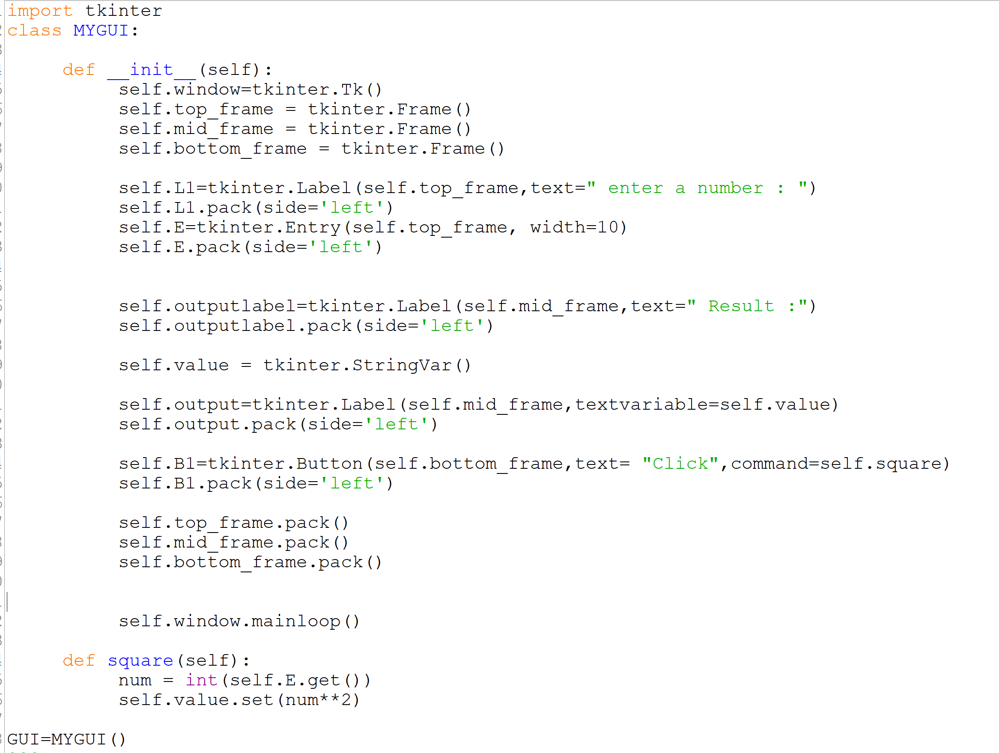 import tkinter
class MYGUI:
def __init__(self):
self.window=tkinter.Tk()
self.top_frame = tkinter.Frame()
self.mid_frame = tkinter.Frame()
self.bottom_frame = tkinter.Frame()
self.L1=tkinter.Label(self.top_frame,text=" enter a number : ")
self.L1.pack(side='left')
self.E=tkinter.Entry(self.top_frame, width=10)
self.E.pack(side='left')
self.outputlabel=tkinter.Label(self.mid_frame,text=" Result :")
self.outputlabel.pack(side='left')
self.value = tkinter.StringVar()
self.output=tkinter.Label(self.mid_frame,textvariable=self.value)
self.output.pack(side='left')
self.B1=tkinter.Button(self.bottom_frame,text= "Click",command=self.square)
self.B1.pack(side='left')
self.top_frame.pack()
self.mid_frame.pack()
self.bottom_frame.pack()
self.window.mainloop()
def square(self):
num = int(self.E.get())
self.value.set(num**2)
GUI=MYGUI()